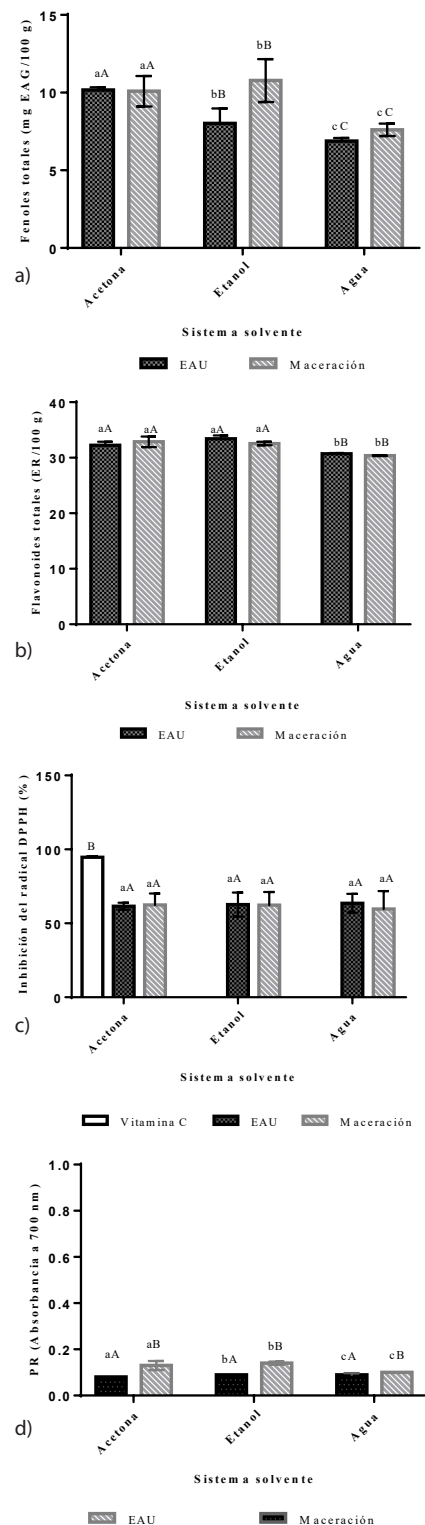 15
10
5
0
Fenoles totales (mg EAG/100 g)
aA aA bB bB cC cC
Acetona Etanol Agua
a)
Sistema solvente
EAU Maceración
40
30
20
10
0
Flavonoides totales (ER/100 g)
aA aA aA aA bB bB
Acetona Etanol Agua
b)
Sistema solvente
EAU Maceración
150
100
50
0
Inhibición del radical DPPH (%)
B aA aA aA aA aA aA
Acetona Etanol Agua
c)
Sistema solvente
Vitamina C EAU Maceración
1.0
0.8
0.6
0.4
0.2
0.0
PR (Absorbancia a 700 nm)
aA aB bA bB cA cB
Acetona Etanol Agua
d)
Sistema solvente
EAU Maceración